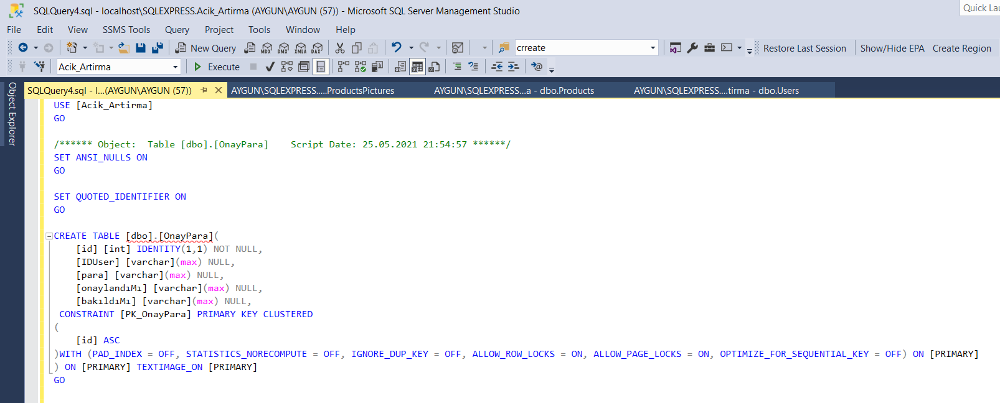 SQLQuery4.sql - localhost\SQLEXPRESS.Acik_Artirma (AYGUN\AYGUN (57)) - Microsoft SQL Server Management Studio
Quick Lau
File Edit View SSMS Tools Query Project Tools Window Help
New Query MDX DMX XMLA DAX crreate Restore Last Session Show/Hide EPA Create Region
Acik_Artirma Execute
Object Explorer
SQLQuery4.sql - l...(AYGUN\AYGUN (57)) AYGUN\SQLEXPRESS.....ProductsPictures AYGUN\SQLEXPRESS...a - dbo.Products AYGUN\SQLEXPRESS....tirma - dbo.Users
USE [Acik_Artirma]
GO
/****** Object:  Table [dbo].[OnayPara]    Script Date: 25.05.2021 21:54:57 ******/
SET ANSI_NULLS ON
GO
SET QUOTED_IDENTIFIER ON
GO
CREATE TABLE [dbo].[OnayPara](
[id] [int] IDENTITY(1,1) NOT NULL,
[IDUser] [varchar](max) NULL,
[para] [varchar](max) NULL,
[onaylandıMı] [varchar](max) NULL,
[bakıldıMı] [varchar](max) NULL,
CONSTRAINT [PK_OnayPara] PRIMARY KEY CLUSTERED
(
[id] ASC
)WITH (PAD_INDEX = OFF, STATISTICS_NORECOMPUTE = OFF, IGNORE_DUP_KEY = OFF, ALLOW_ROW_LOCKS = ON, ALLOW_PAGE_LOCKS = ON, OPTIMIZE_FOR_SEQUENTIAL_KEY = OFF) ON [PRIMARY]
) ON [PRIMARY] TEXTIMAGE_ON [PRIMARY]
GO